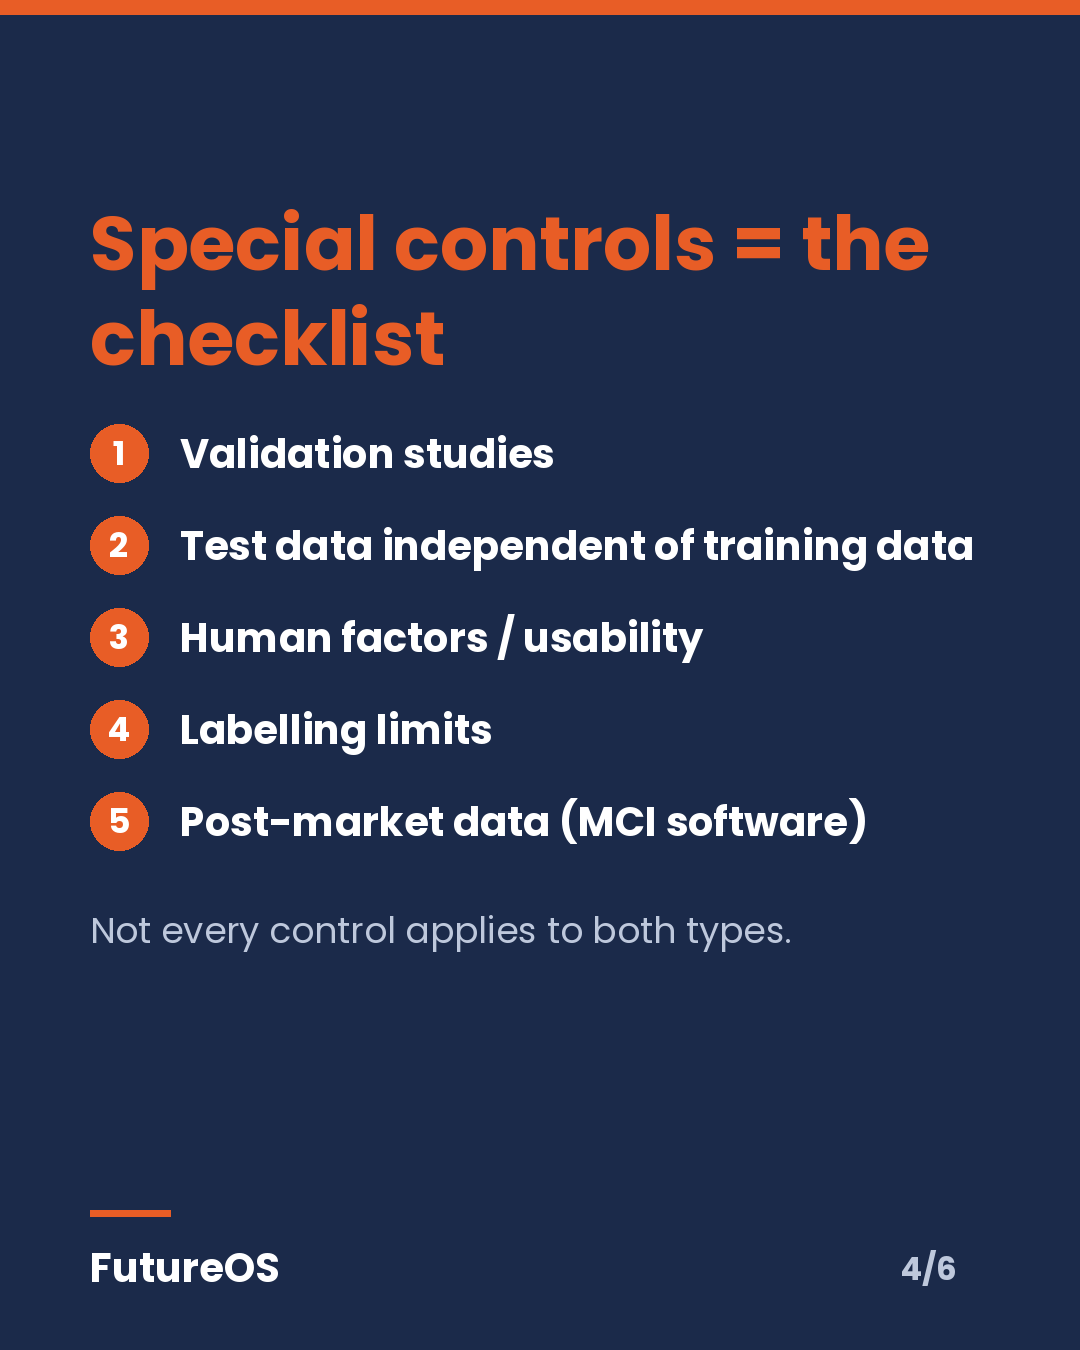 Special controls = the
checklist
1 Validation studies
2 Test data independent of training data
3 Human factors / usability
4 Labelling limits
5 Post-market data (MCI software)
Not every control applies to both types.
FutureOS
4/6